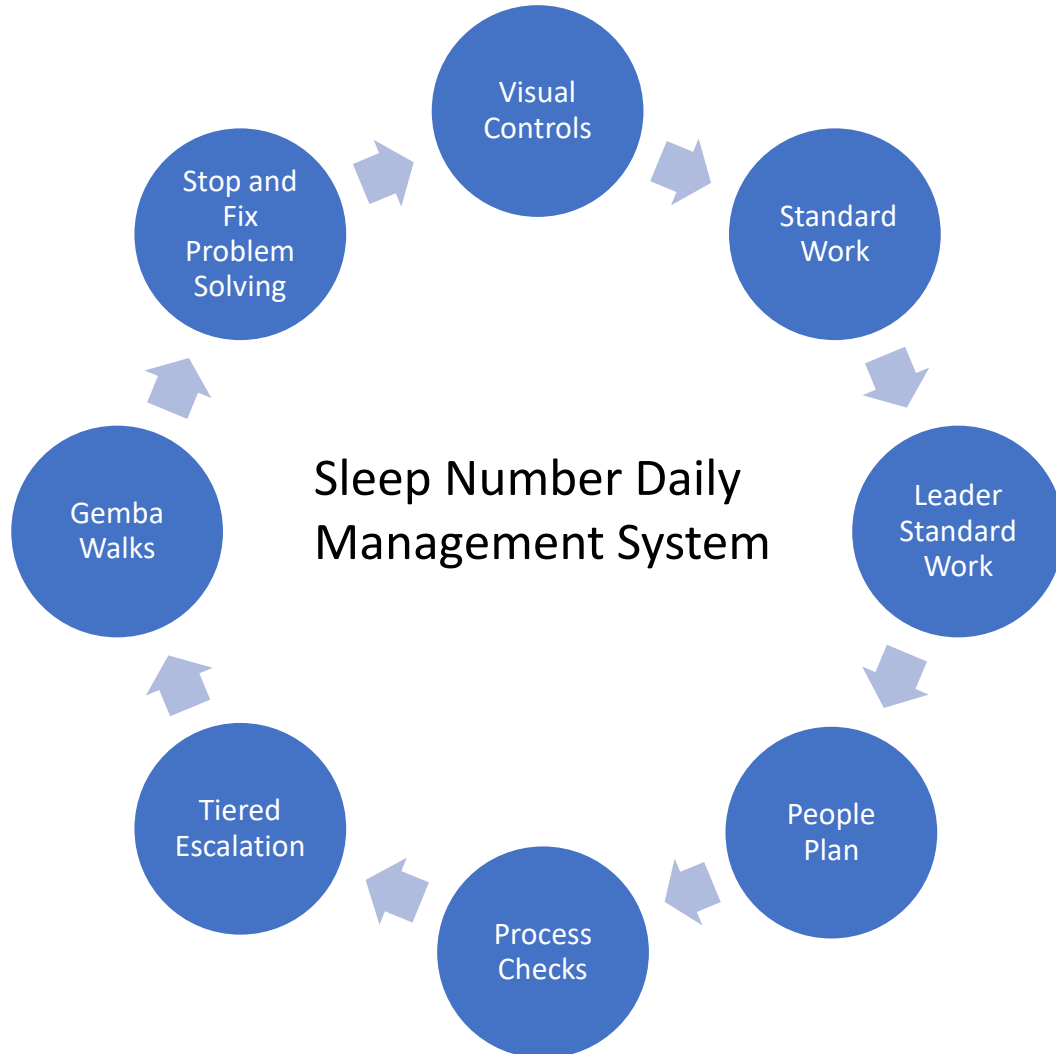 Visual
Controls
Standard
Work
Leader
Standard
Work
People
Plan
Process
Checks
Tiered
Escalation
Gemba
Walks
Stop and
Fix
Problem
Solving
Sleep Number Daily
Management System